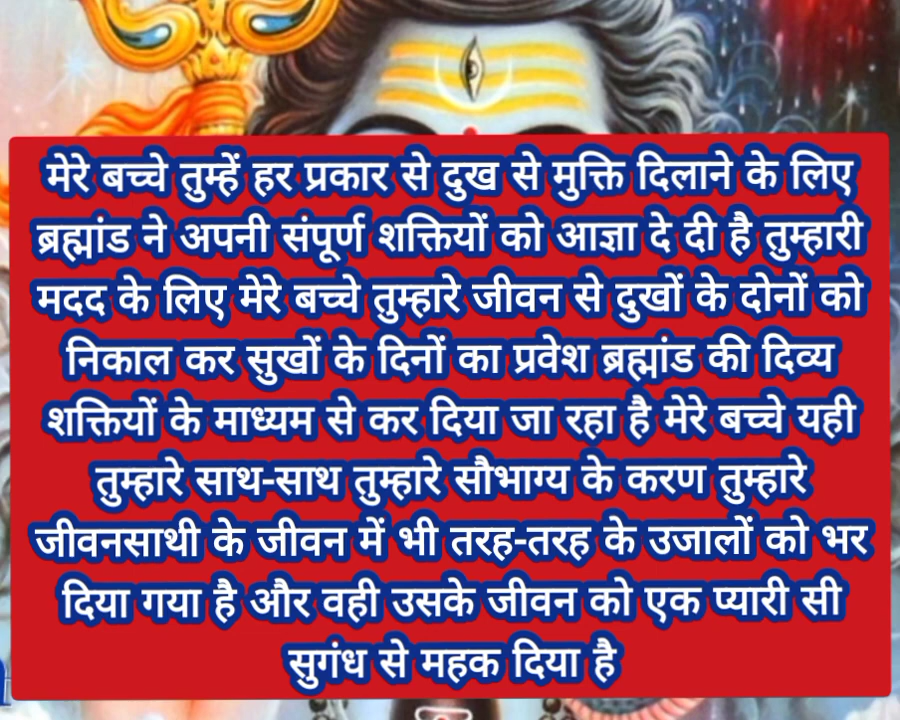 मेरे बच्चे तुम्हें हर प्रकार से दुख से मुक्ति दिलाने के लिए
ब्रह्मांड ने अपनी संपूर्ण शक्तियों को आज्ञा दे दी है तुम्हारी
मदद के लिए मेरे बच्चे तुम्हारे जीवन से दुखों के दोनों को
निकाल कर सुखों के दिनों का प्रवेश ब्रह्मांड की दिव्य
शक्तियों के माध्यम से कर दिया जा रहा है मेरे बच्चे यही
तुम्हारे साथ-साथ तुम्हारे सौभाग्य के करण तुम्हारे
जीवनसाथी के जीवन में भी तरह-तरह के उजालों को भर
दिया गया है और वही उसके जीवन को एक प्यारी सी
सुगंध से महक दिया है